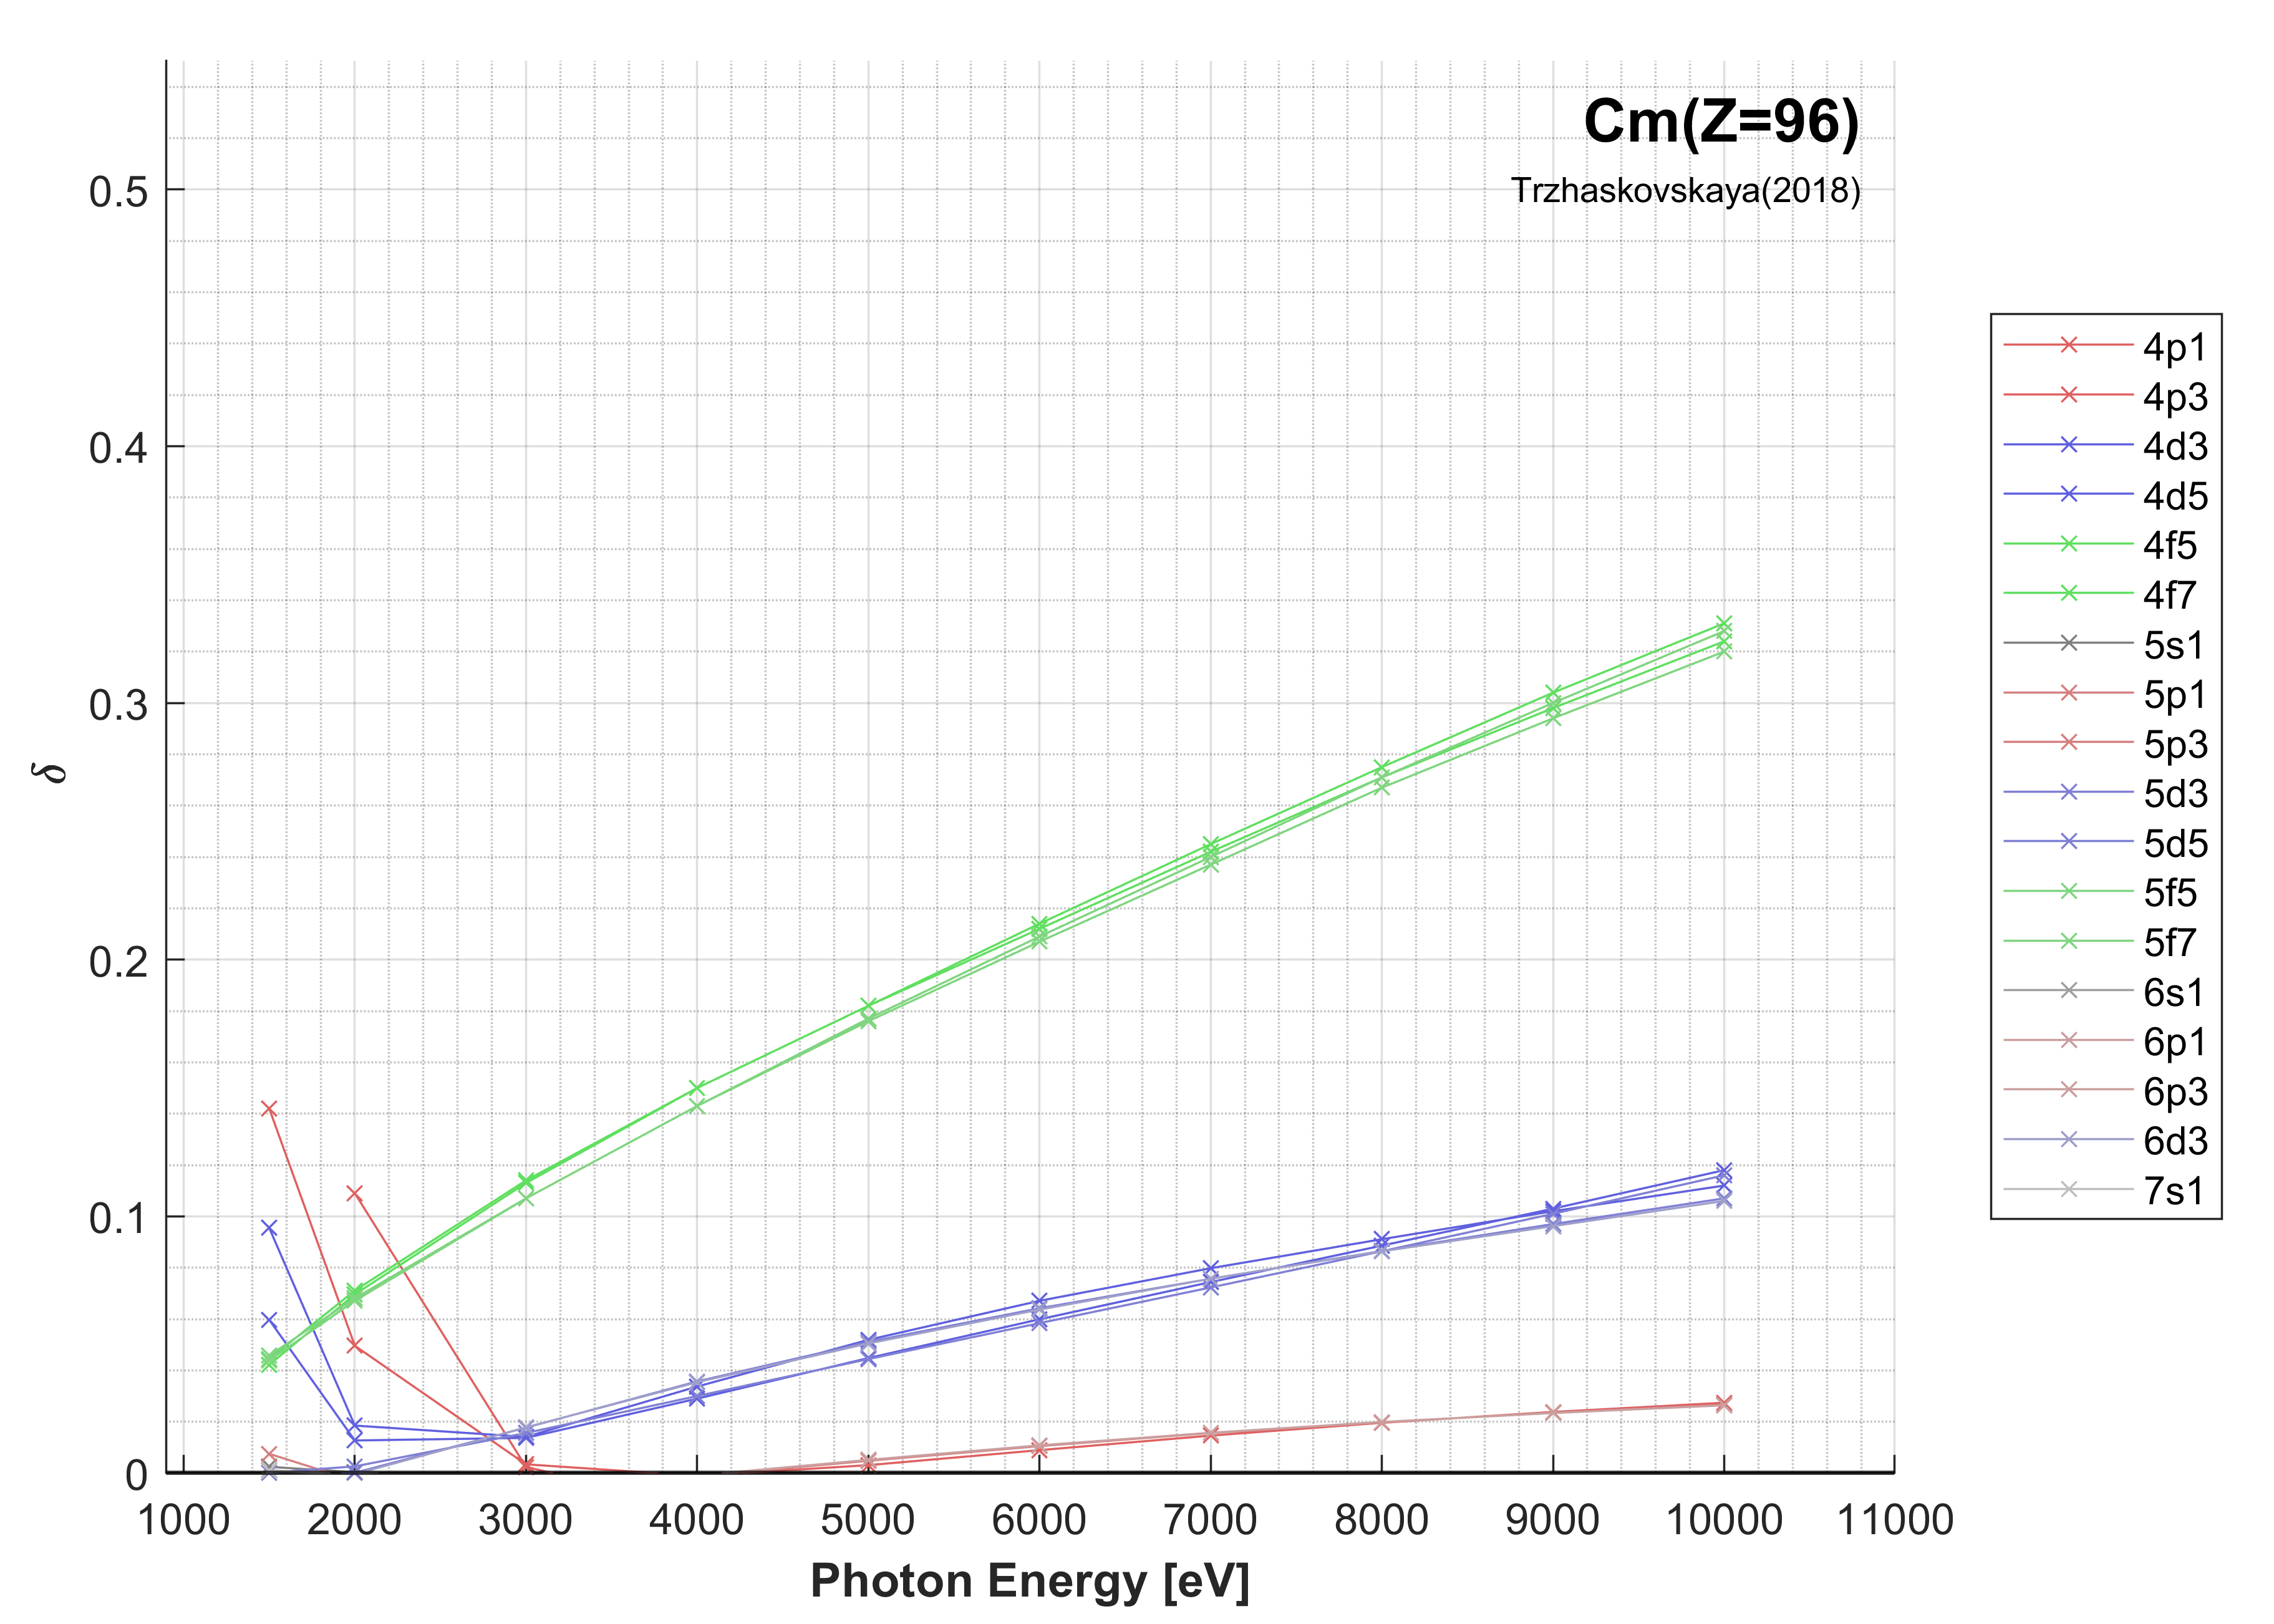 Cm(Z=96)
Trzhaskovskaya(2018)
0.5
0.4
0.3
0.2
0.1
0
δ
1000 2000 3000 4000 5000 6000 7000 8000 9000 10000 11000
Photon Energy [eV]
4p1
4p3
4d3
4d5
4f5
4f7
5s1
5p1
5p3
5d3
5d5
5f5
5f7
6s1
6p1
6p3
6d3
7s1